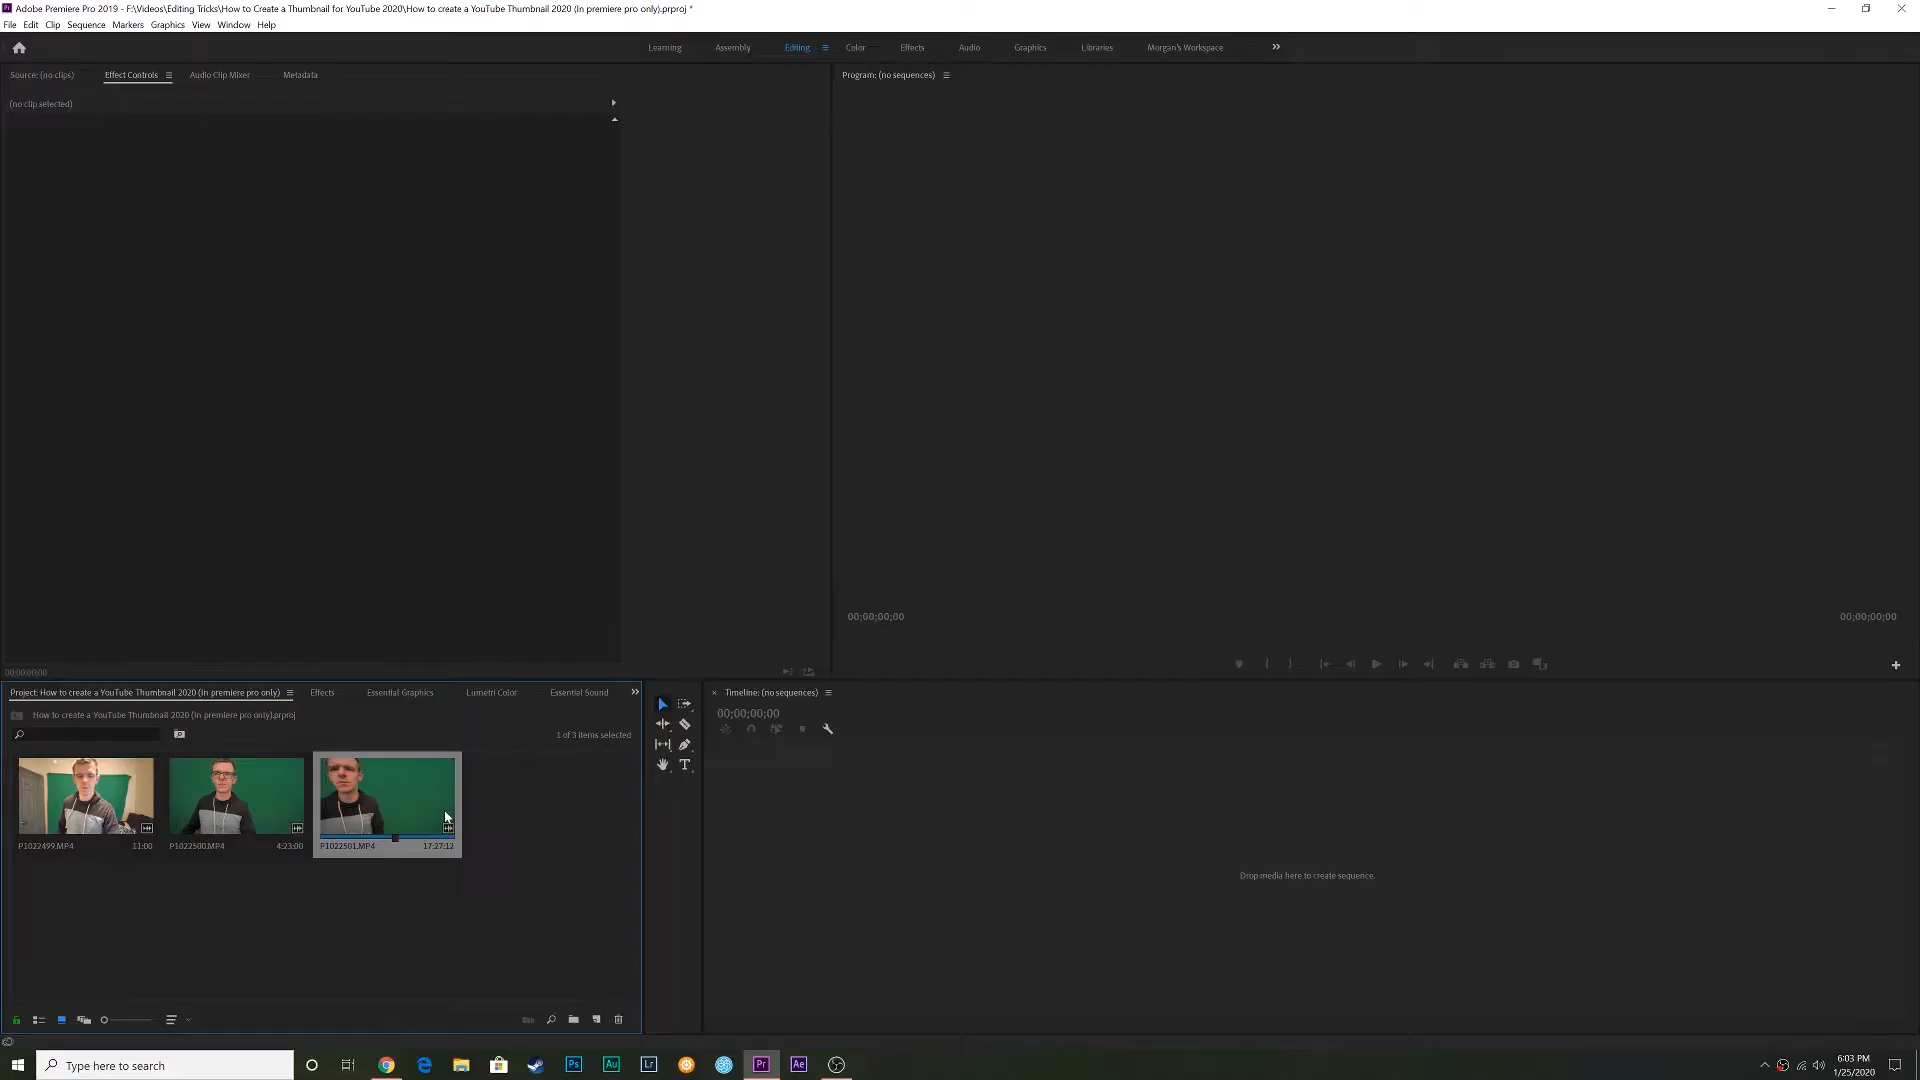 Adobe Premiere Pro 2019 - F:\Videos\Editing Tricks\How to Create a Thumbnail for YouTube 2020\How to create a YouTube Thumbnail 2020 (In premiere pro only).prproj *
File Edit Clip Sequence Markers Graphics View Window Help
Learning Assembly Editing Color Effects Audio Graphics Libraries Morgan's Workspace
Source: (no clips) Effect Controls Audio Clip Mixer Metadata
Program: (no sequences)
(no clip selected)
00;00;00;00 00;00;00;00
00;00;00;00
Project: How to create a YouTube Thumbnail 2020 (In premiere pro only) Effects Essential Graphics Lumetri Color Essential Sound
Timeline: (no sequences)
How to create a YouTube Thumbnail 2020 (In premiere pro only).prproj
00;00;00;00
1 of 3 items selected
P1022499.MP4 11:00
P1022500.MP4 4:23:00
P1022501.MP4 17:27:12
Drop media here to create sequence.
Type here to search
Ps Au Lr Pr Ae
6:03 PM
1/25/2020